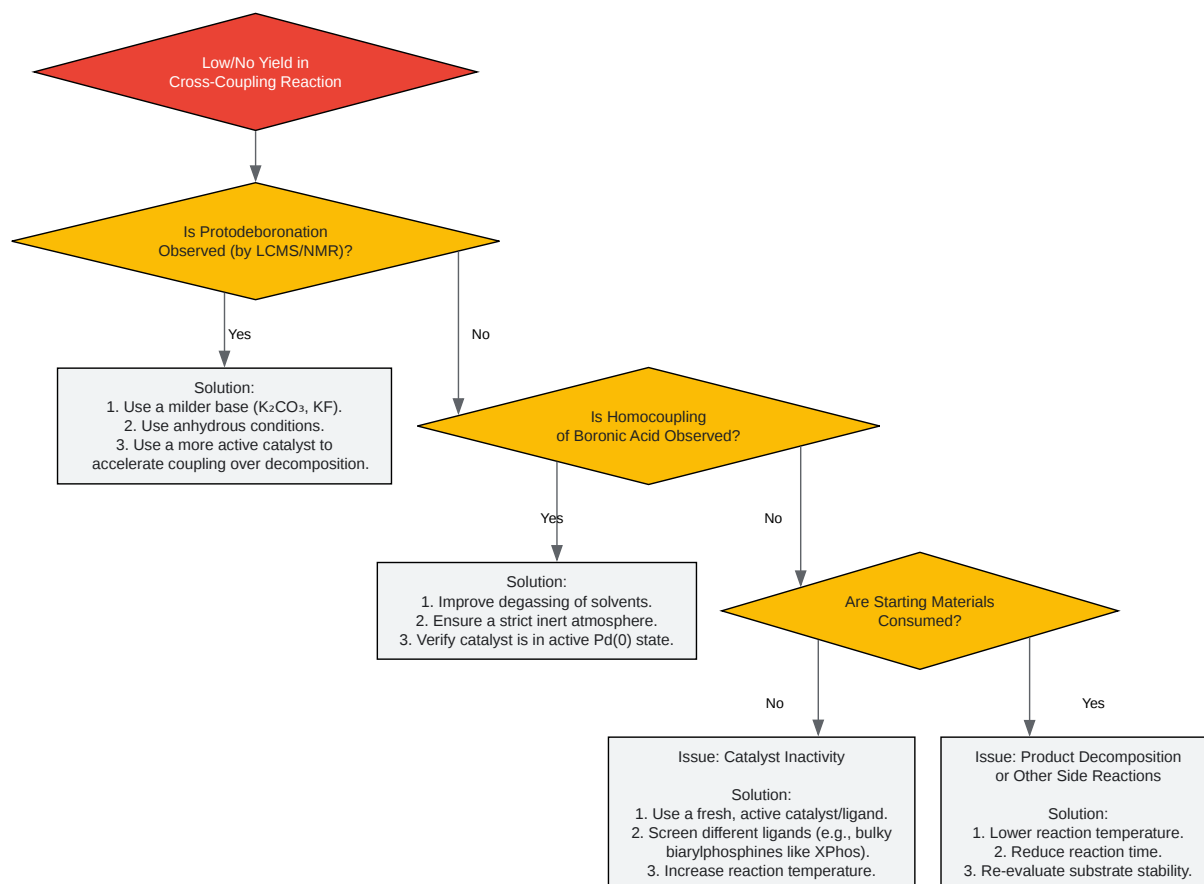 Low/No Yield in
Cross-Coupling Reaction
Is Protodeboronation
Observed (by LCMS/NMR)?
Yes
No
Solution:
1. Use a milder base (K₂CO₃, KF).
2. Use anhydrous conditions.
3. Use a more active catalyst to
accelerate coupling over decomposition.
Is Homocoupling
of Boronic Acid Observed?
Yes
No
Solution:
1. Improve degassing of solvents.
2. Ensure a strict inert atmosphere.
3. Verify catalyst is in active Pd(0) state.
Are Starting Materials
Consumed?
No
Yes
Issue: Catalyst Inactivity
Solution:
1. Use a fresh, active catalyst/ligand.
2. Screen different ligands (e.g., bulky
biarylphosphines like XPhos).
3. Increase reaction temperature.
Issue: Product Decomposition
or Other Side Reactions
Solution:
1. Lower reaction temperature.
2. Reduce reaction time.
3. Re-evaluate substrate stability.